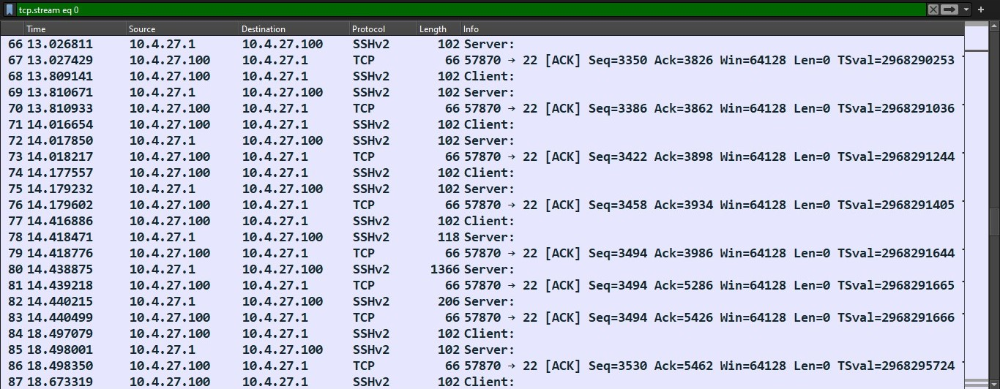 tcp.stream eq 0
Time Source Destination Protocol Length Info
66 13.026811 10.4.27.1 10.4.27.100 SSHv2 102 Server:
67 13.027429 10.4.27.100 10.4.27.1 TCP 66 57870 → 22 [ACK] Seq=3350 Ack=3826 Win=64128 Len=0 TSval=2968290253
68 13.809141 10.4.27.100 10.4.27.1 SSHv2 102 Client:
69 13.810671 10.4.27.1 10.4.27.100 SSHv2 102 Server:
70 13.810933 10.4.27.100 10.4.27.1 TCP 66 57870 → 22 [ACK] Seq=3386 Ack=3862 Win=64128 Len=0 TSval=2968291036
71 14.016654 10.4.27.100 10.4.27.1 SSHv2 102 Client:
72 14.017850 10.4.27.1 10.4.27.100 SSHv2 102 Server:
73 14.018217 10.4.27.100 10.4.27.1 TCP 66 57870 → 22 [ACK] Seq=3422 Ack=3898 Win=64128 Len=0 TSval=2968291244
74 14.177557 10.4.27.100 10.4.27.1 SSHv2 102 Client:
75 14.179232 10.4.27.1 10.4.27.100 SSHv2 102 Server:
76 14.179602 10.4.27.100 10.4.27.1 TCP 66 57870 → 22 [ACK] Seq=3458 Ack=3934 Win=64128 Len=0 TSval=2968291405
77 14.416886 10.4.27.100 10.4.27.1 SSHv2 102 Client:
78 14.418471 10.4.27.1 10.4.27.100 SSHv2 118 Server:
79 14.418776 10.4.27.100 10.4.27.1 TCP 66 57870 → 22 [ACK] Seq=3494 Ack=3986 Win=64128 Len=0 TSval=2968291644
80 14.438875 10.4.27.1 10.4.27.100 SSHv2 1366 Server:
81 14.439218 10.4.27.100 10.4.27.1 TCP 66 57870 → 22 [ACK] Seq=3494 Ack=5286 Win=64128 Len=0 TSval=2968291665
82 14.440215 10.4.27.1 10.4.27.100 SSHv2 206 Server:
83 14.440499 10.4.27.100 10.4.27.1 TCP 66 57870 → 22 [ACK] Seq=3494 Ack=5426 Win=64128 Len=0 TSval=2968291666
84 18.497079 10.4.27.100 10.4.27.1 SSHv2 102 Client:
85 18.498001 10.4.27.1 10.4.27.100 SSHv2 102 Server:
86 18.498350 10.4.27.100 10.4.27.1 TCP 66 57870 → 22 [ACK] Seq=3530 Ack=5462 Win=64128 Len=0 TSval=2968295724
87 18.673319 10.4.27.100 10.4.27.1 SSHv2 102 Client: